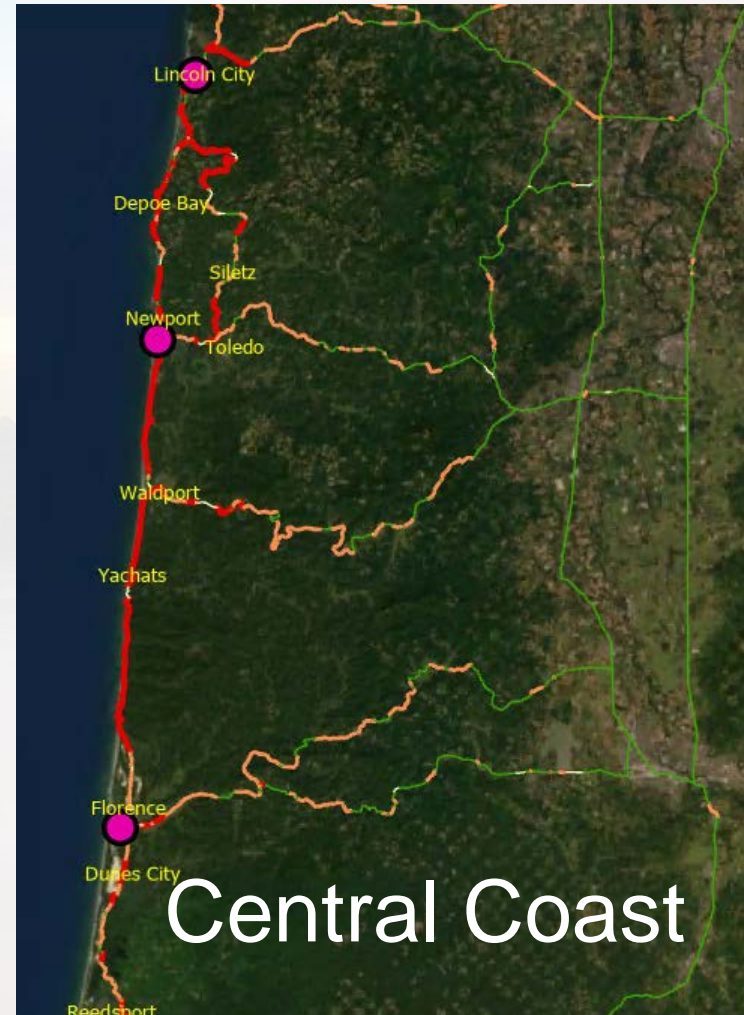 Lincoln City
Depoe Bay
Siletz
Newport
Toledo
Waldport
Yachats
Florence
Dunes City
Central Coast
Reedsport